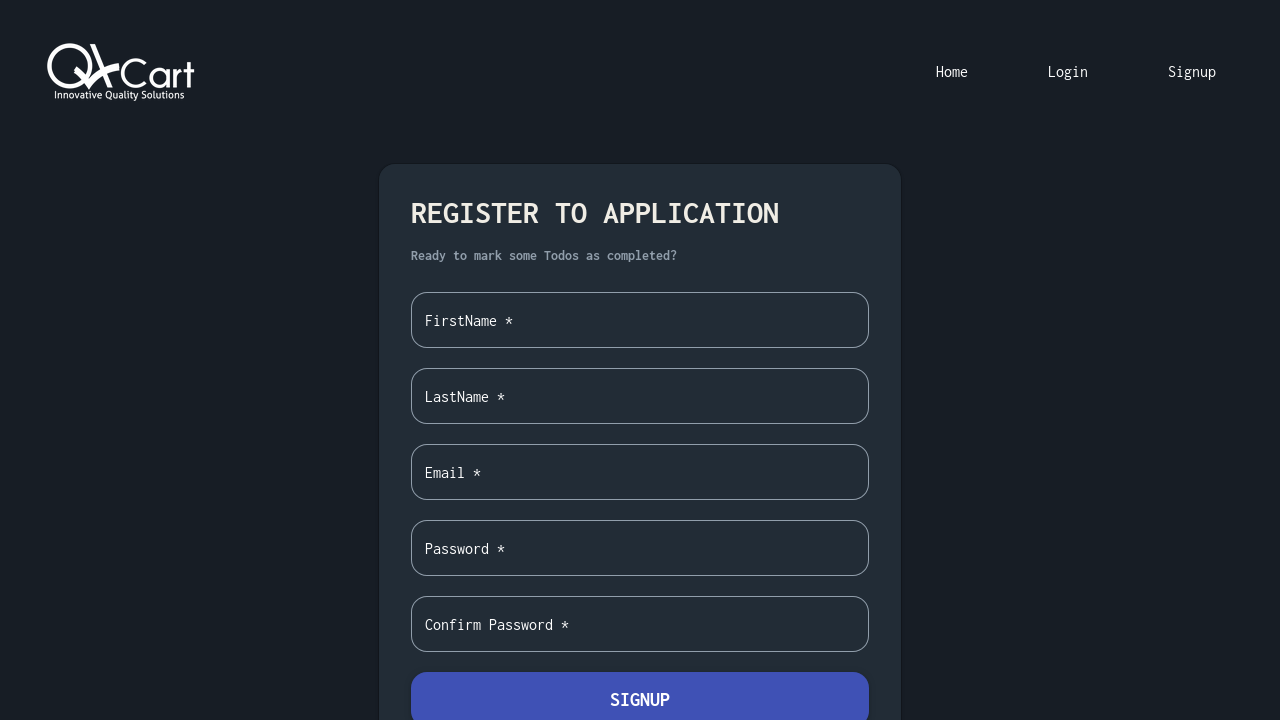 QACart
Innovative Quality Solutions
Home
Login
Signup
REGISTER TO APPLICATION
Ready to mark some Todos as completed?
FirstName *
LastName *
Email *
Password *
Confirm Password *
SIGNUP